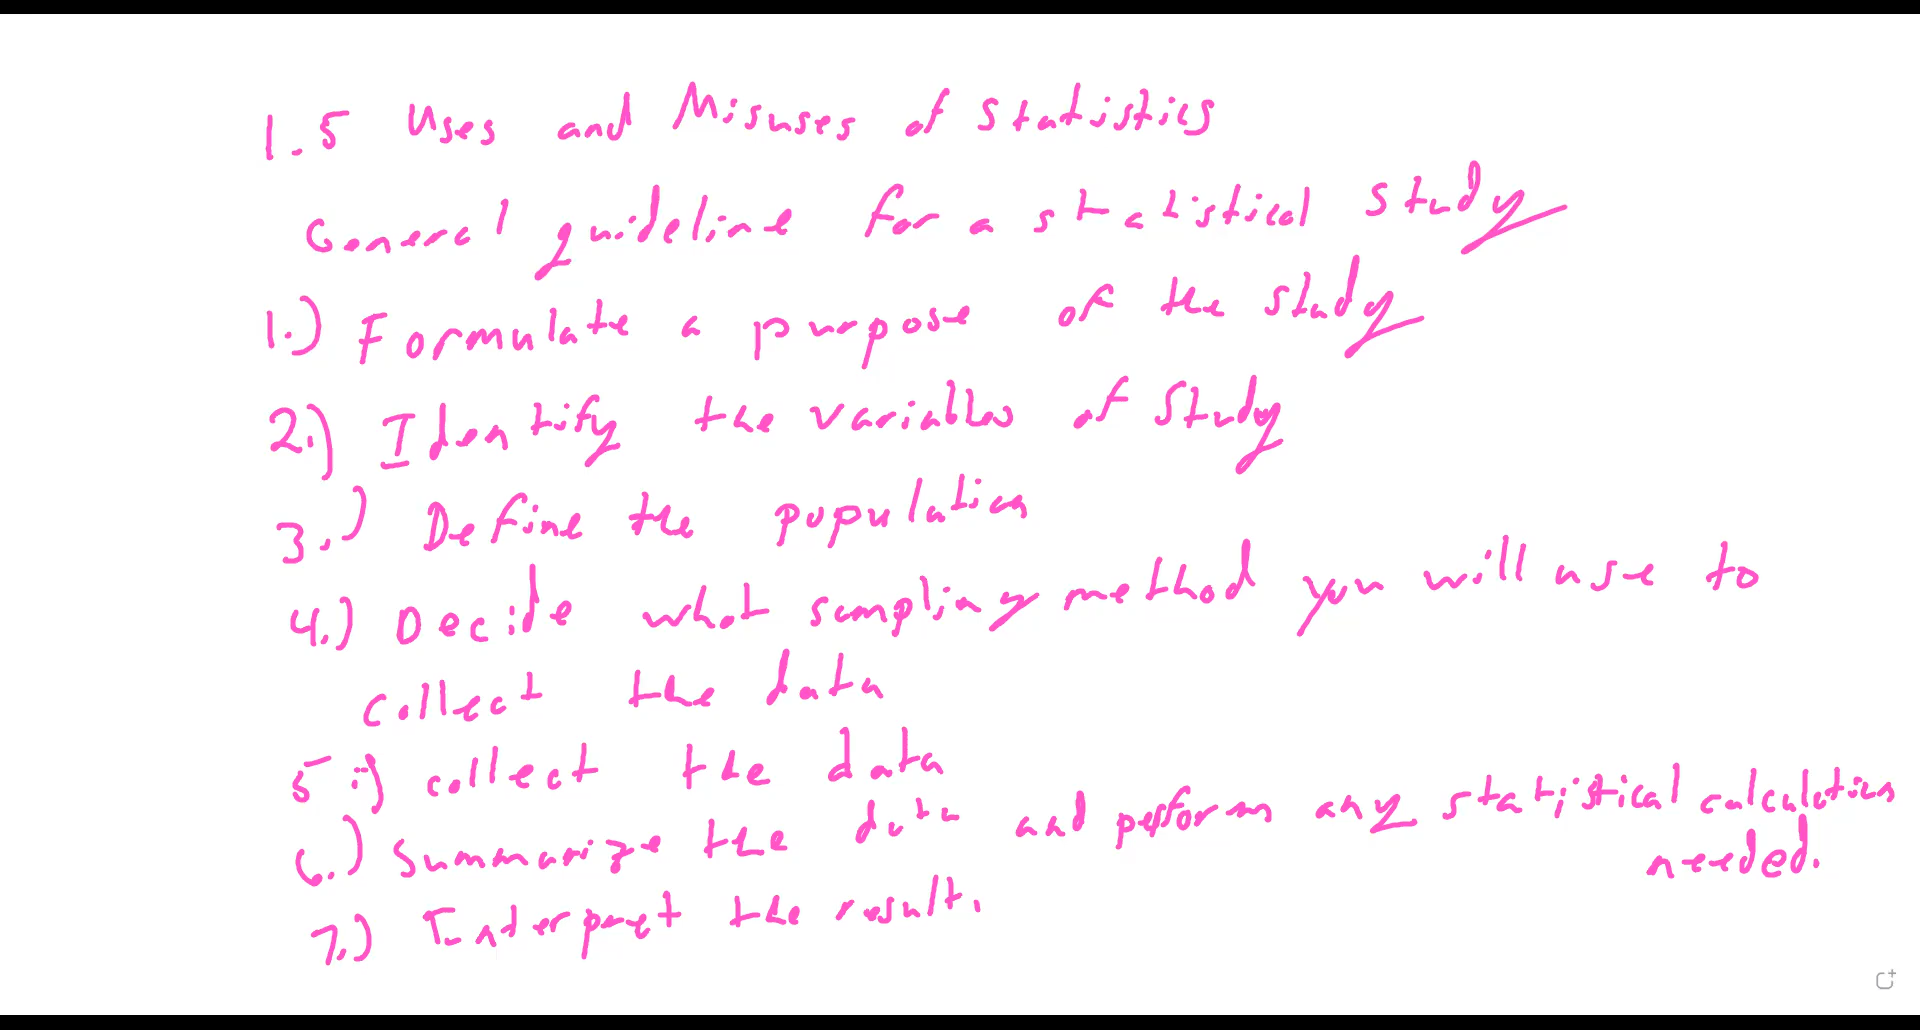 1.5 Uses and Misuses of Statistics
General guideline for a statistical study
1.) Formulate a purpose of the study
2.) Identify the variables of study
3.) Define the population
4.) Decide what sampling method you will use to
collect the data
5.) collect the data
6.) Summarize the data and perform any statistical calculations
needed.
7.) Interpret the result.